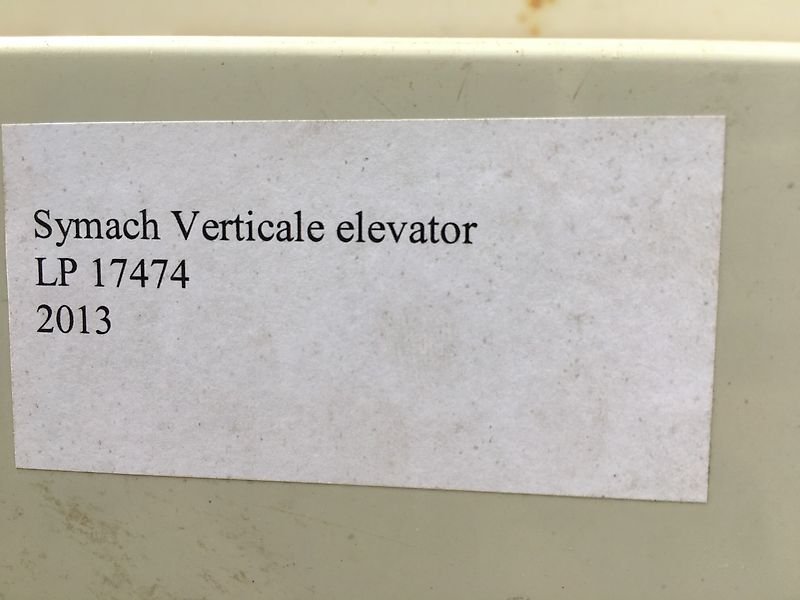 Symach Verticale elevator
LP 17474
2013